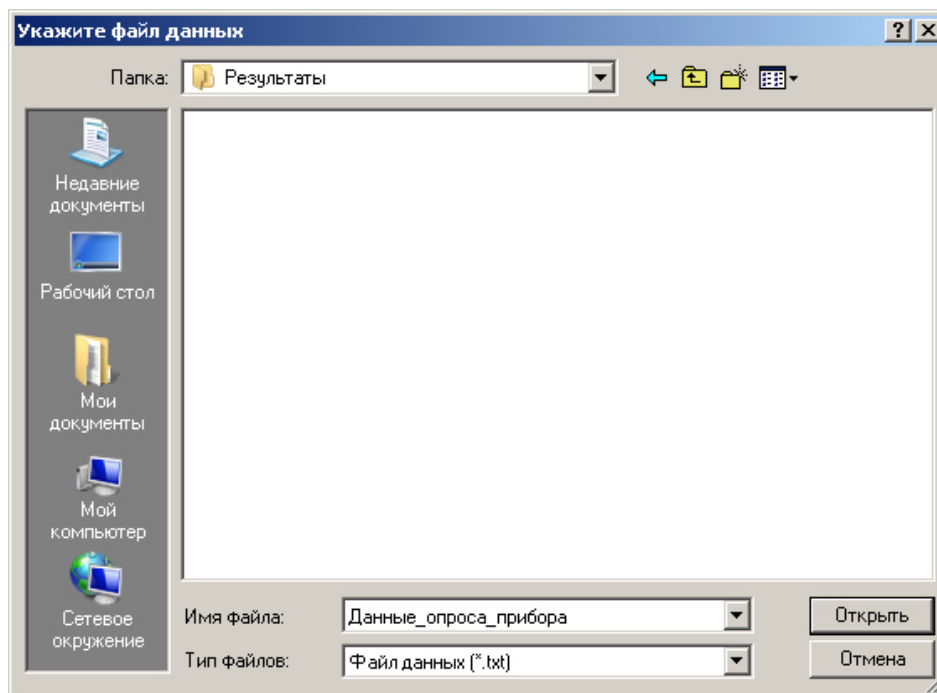 Укажите файл данных
Папка: Результаты
Недавние
документы
Рабочий стол
Мои
документы
Мой
компьютер
Сетевое
окружение
Имя файла: Данные_опроса_прибора Открыть
Тип файлов: Файл данных (*.txt) Отмена